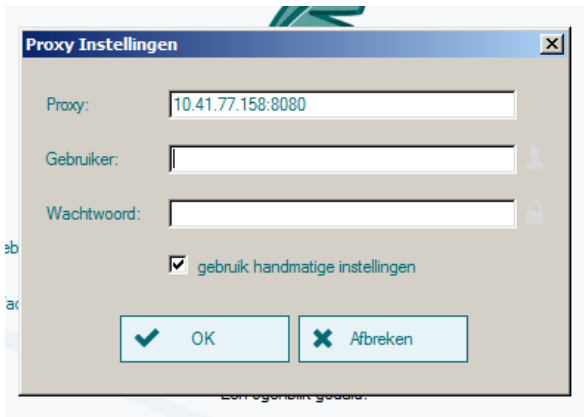 Proxy Instellingen
Proxy: 10.41.77.158:8080
Gebruiker:
Wachtwoord:
gebruik handmatige instellingen
OK Afbreken